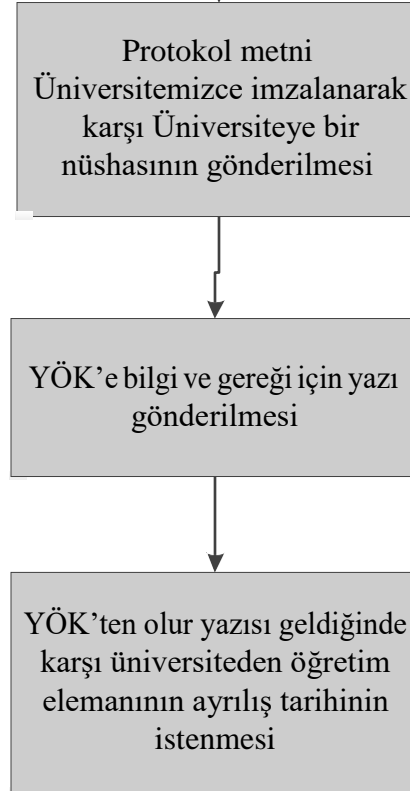 Protokol metni
Üniversitemizce imzalanarak
karşı Üniversiteye bir
nüshasının gönderilmesi
YÖK’e bilgi ve gereği için yazı
gönderilmesi
YÖK’ten olur yazısı geldiğinde
karşı üniversiteden öğretim
elemanının ayrılış tarihinin
istenmesi